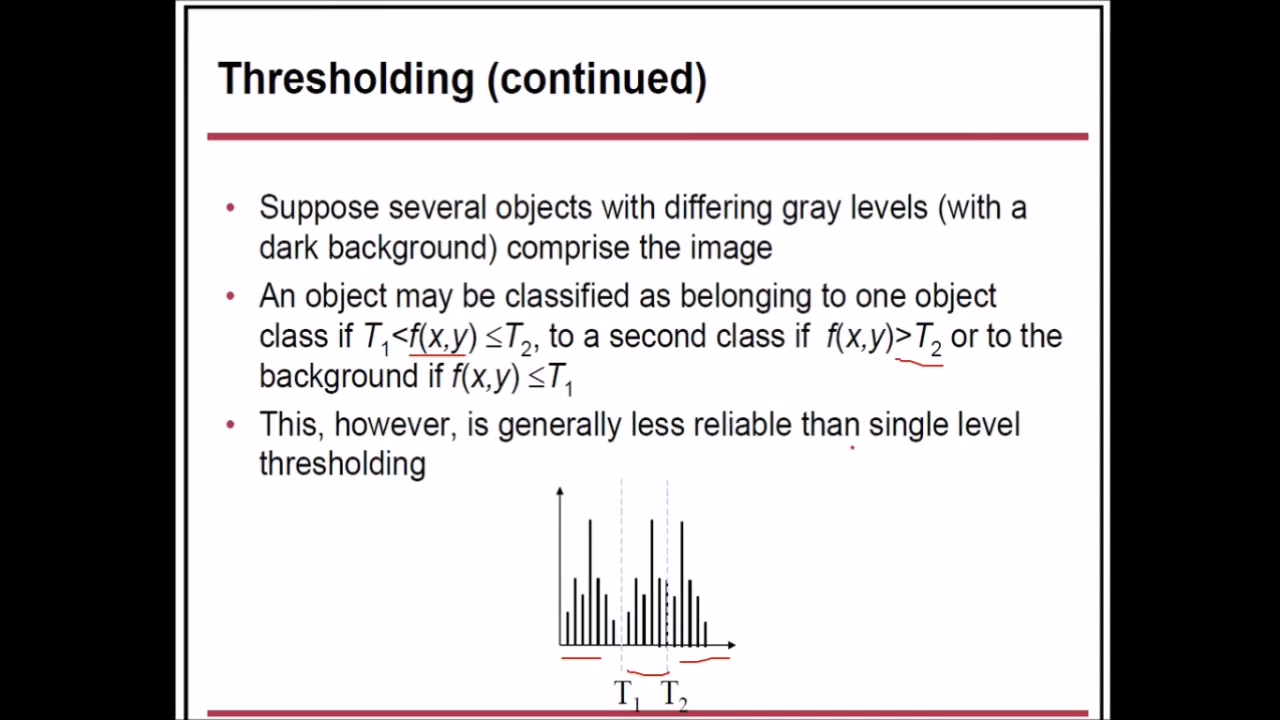 Thresholding (continued)
• Suppose several objects with differing gray levels (with a
dark background) comprise the image
• An object may be classified as belonging to one object
class if T₁<f(x,y) ≤T₂, to a second class if f(x,y)>T₂ or to the
background if f(x,y) ≤T₁
• This, however, is generally less reliable than single level
thresholding
T₁ T₂